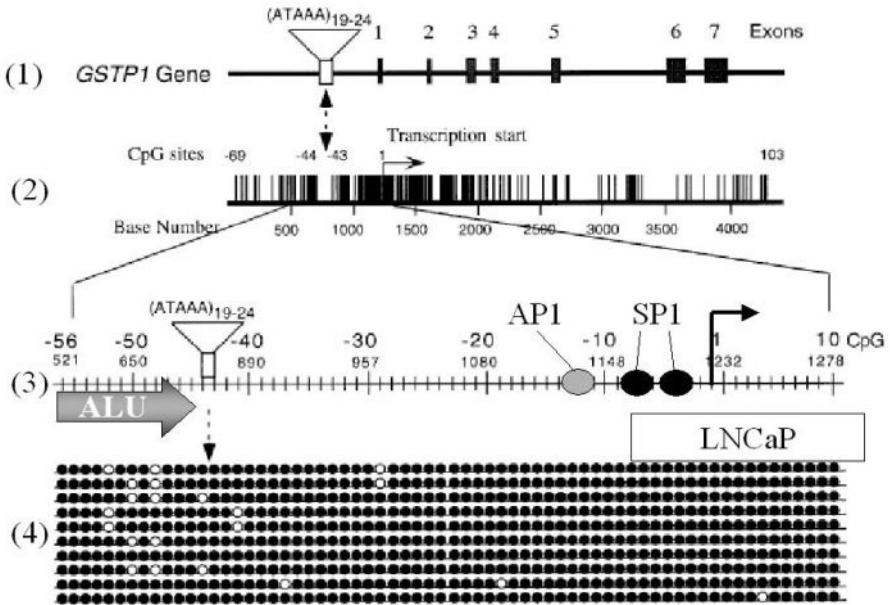 (ATAAA)19-24
1 2 3 4 5 6 7 Exons
(1) GSTP1 Gene
Transcription start
CpG sites -69 -44 -43 1 103
(2)
Base Number 500 1000 1500 2000 2500 3000 3500 4000
(ATAAA)19-24
AP1 SP1
-56 -50 -40 -30 -20 -10 1 10 CpG
521 650 890 957 1080 1148 1232 1278
(3)
ALU
LNCaP
(4)